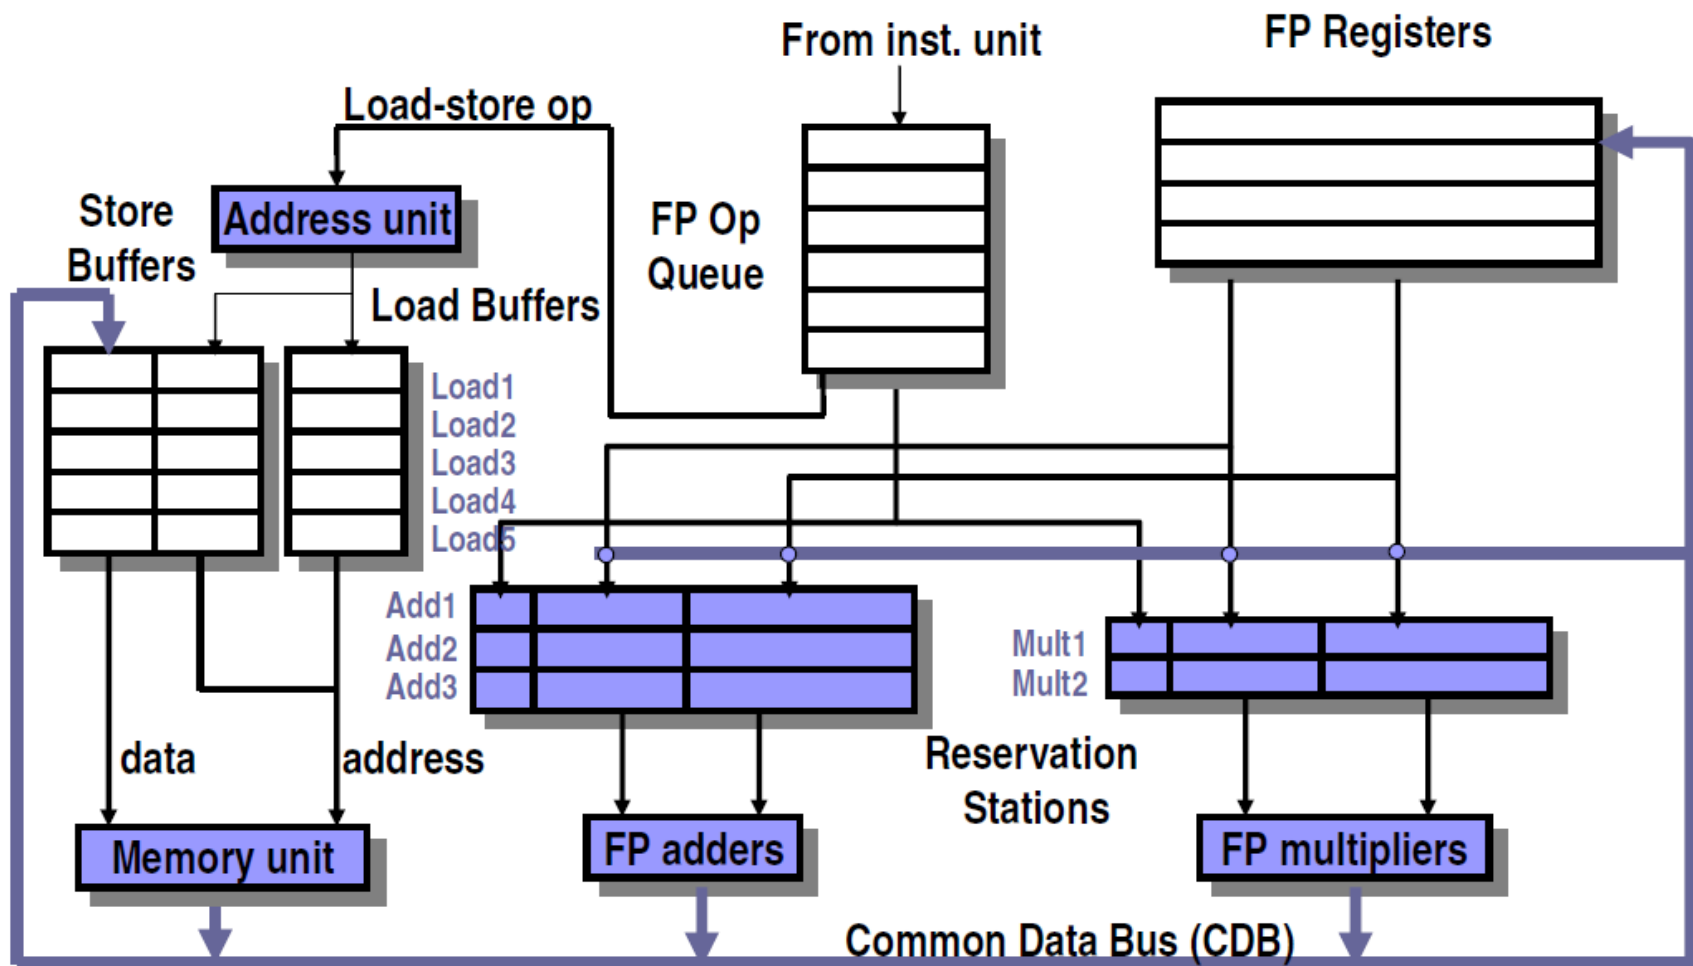 From inst. unit
FP Registers
Load-store op
Address unit
Store
Buffers
FP Op
Queue
Load Buffers
Load1
Load2
Load3
Load4
Load5
Add1
Add2
Add3
Mult1
Mult2
data
address
Reservation
Stations
Memory unit
FP adders
FP multipliers
Common Data Bus (CDB)